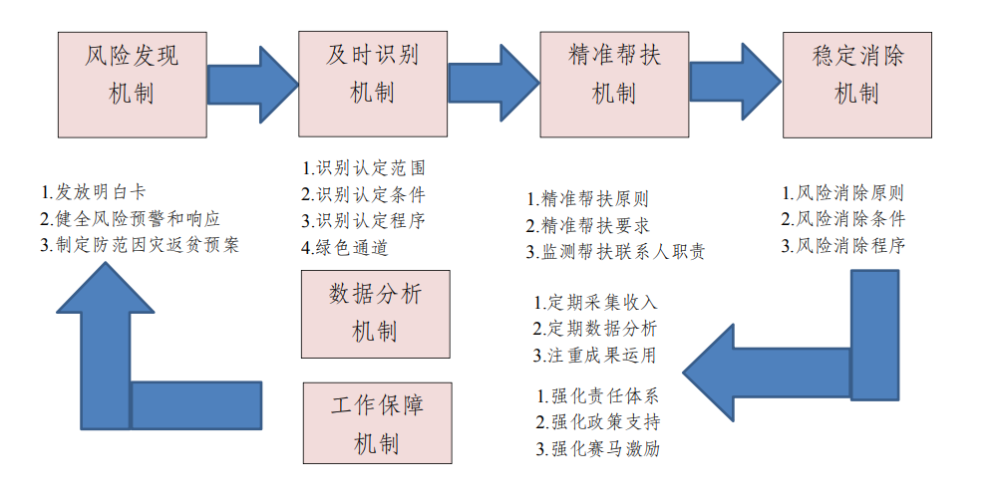 风险发现
机制
及时识别
机制
精准帮扶
机制
稳定消除
机制
1.发放明白卡
2.健全风险预警和响应
3.制定防范因灾返贫预案
1.识别认定范围
2.识别认定条件
3.识别认定程序
4.绿色通道
1.精准帮扶原则
2.精准帮扶要求
3.监测帮扶联系人职责
1.风险消除原则
2.风险消除条件
3.风险消除程序
数据分析
机制
1.定期采集收入
2.定期数据分析
3.注重成果运用
工作保障
机制
1.强化责任体系
2.强化政策支持
3.强化赛马激励